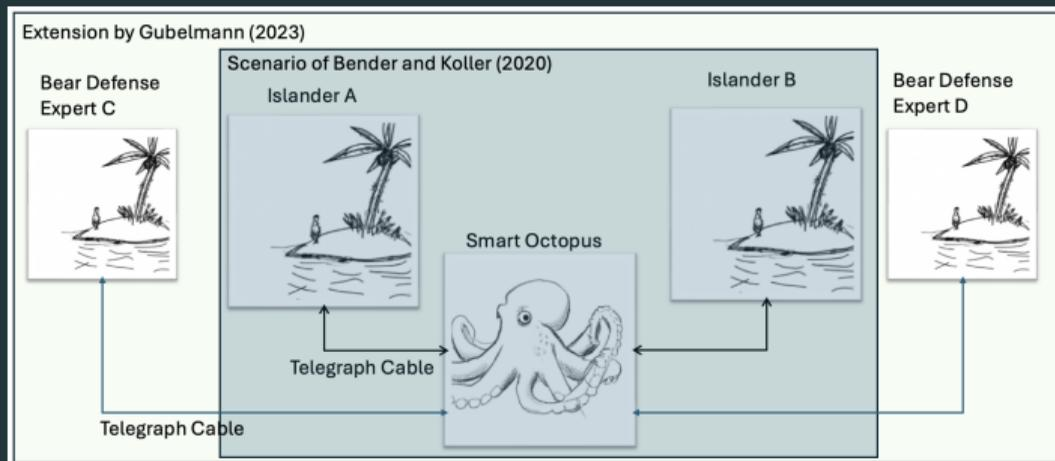 Extension by Gubelmann (2023)
Scenario of Bender and Koller (2020)
Bear Defense
Expert C
Islander A
Islander B
Bear Defense
Expert D
Smart Octopus
Telegraph Cable
Telegraph Cable